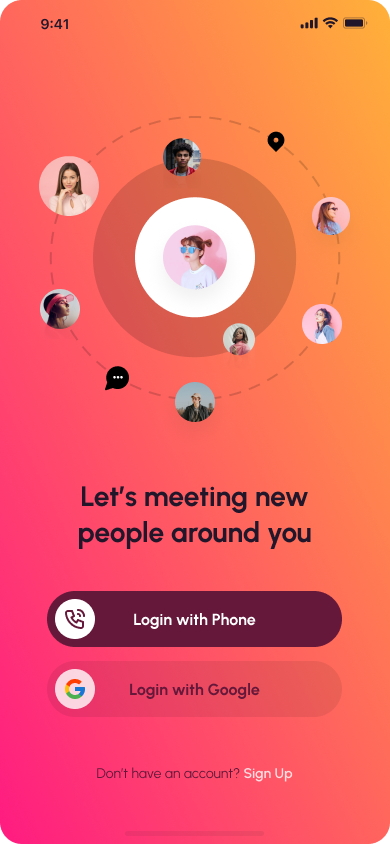 9:41
Let's meeting new
people around you
Login with Phone
Login with Google
Don't have an account? Sign Up